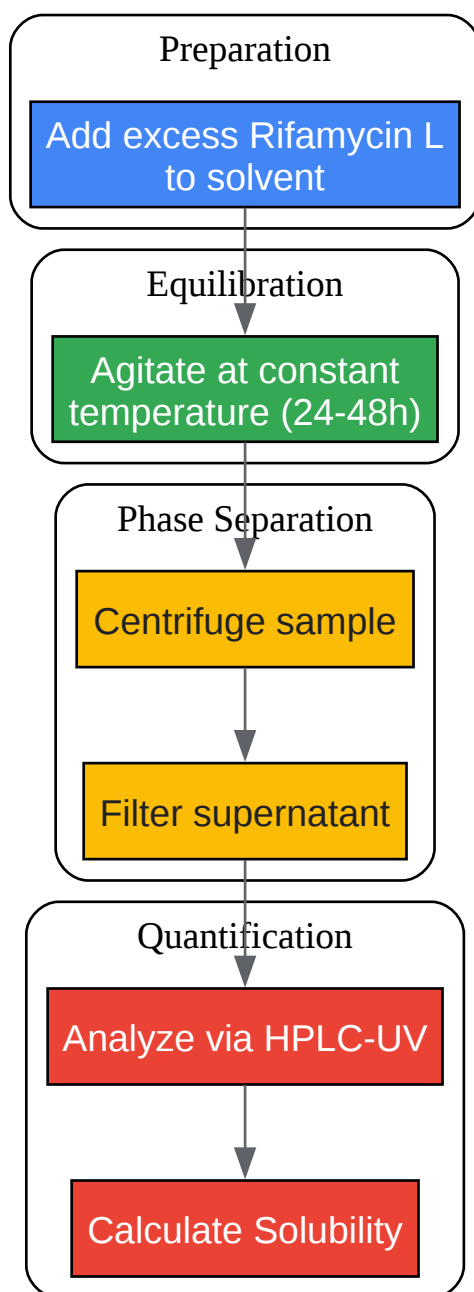 Preparation
Add excess Rifamycin L
to solvent
Equilibration
Agitate at constant
temperature (24-48h)
Phase Separation
Centrifuge sample
Filter supernatant
Quantification
Analyze via HPLC-UV
Calculate Solubility